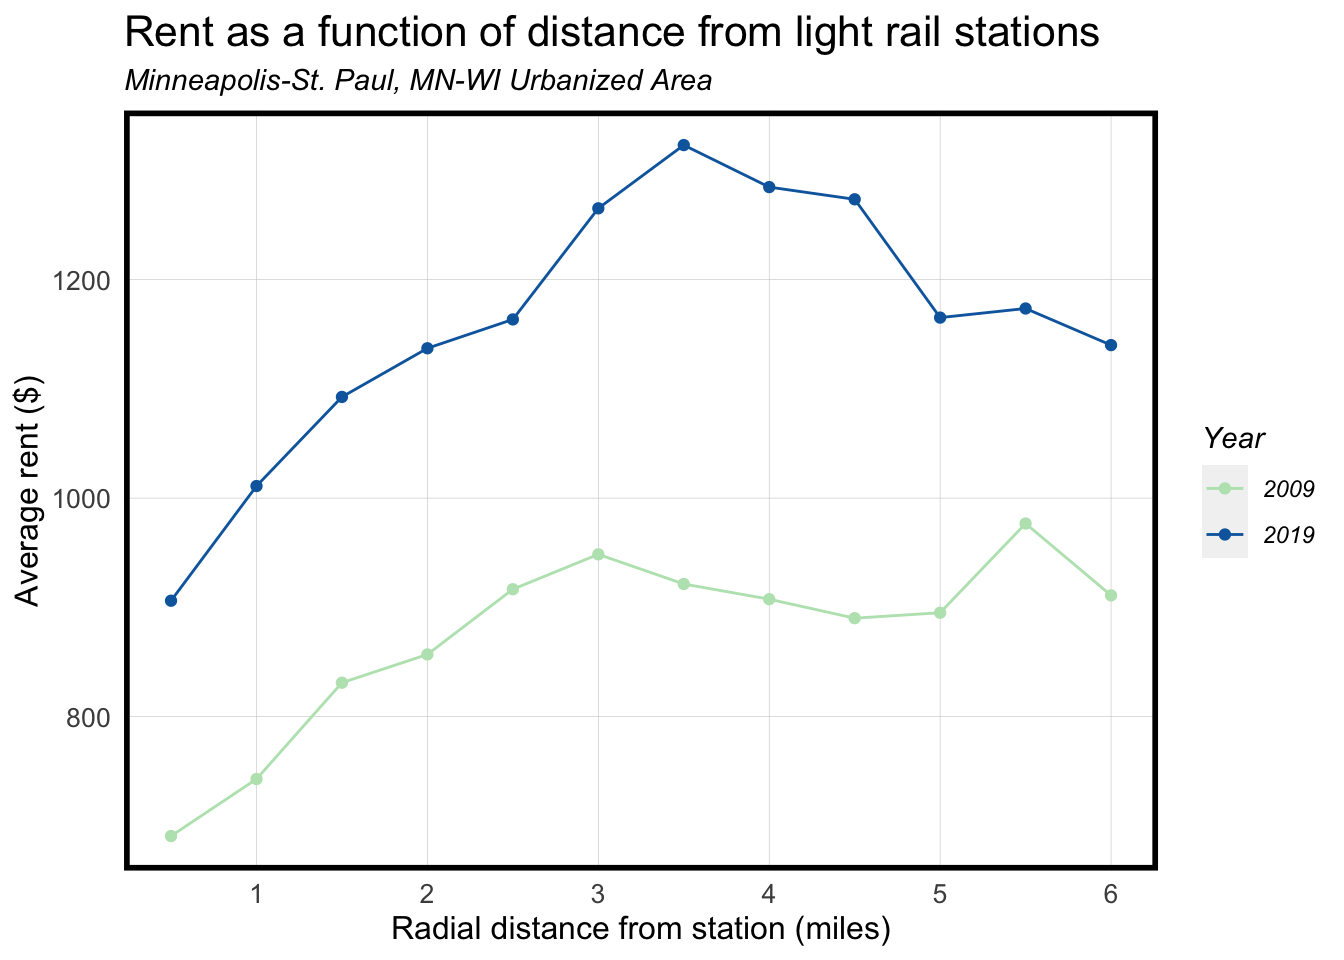 Rent as a function of distance from light rail stations
Minneapolis-St. Paul, MN-WI Urbanized Area
1200
1000
800
Average rent ($)
1 2 3 4 5 6
Radial distance from station (miles)
Year
2009
2019